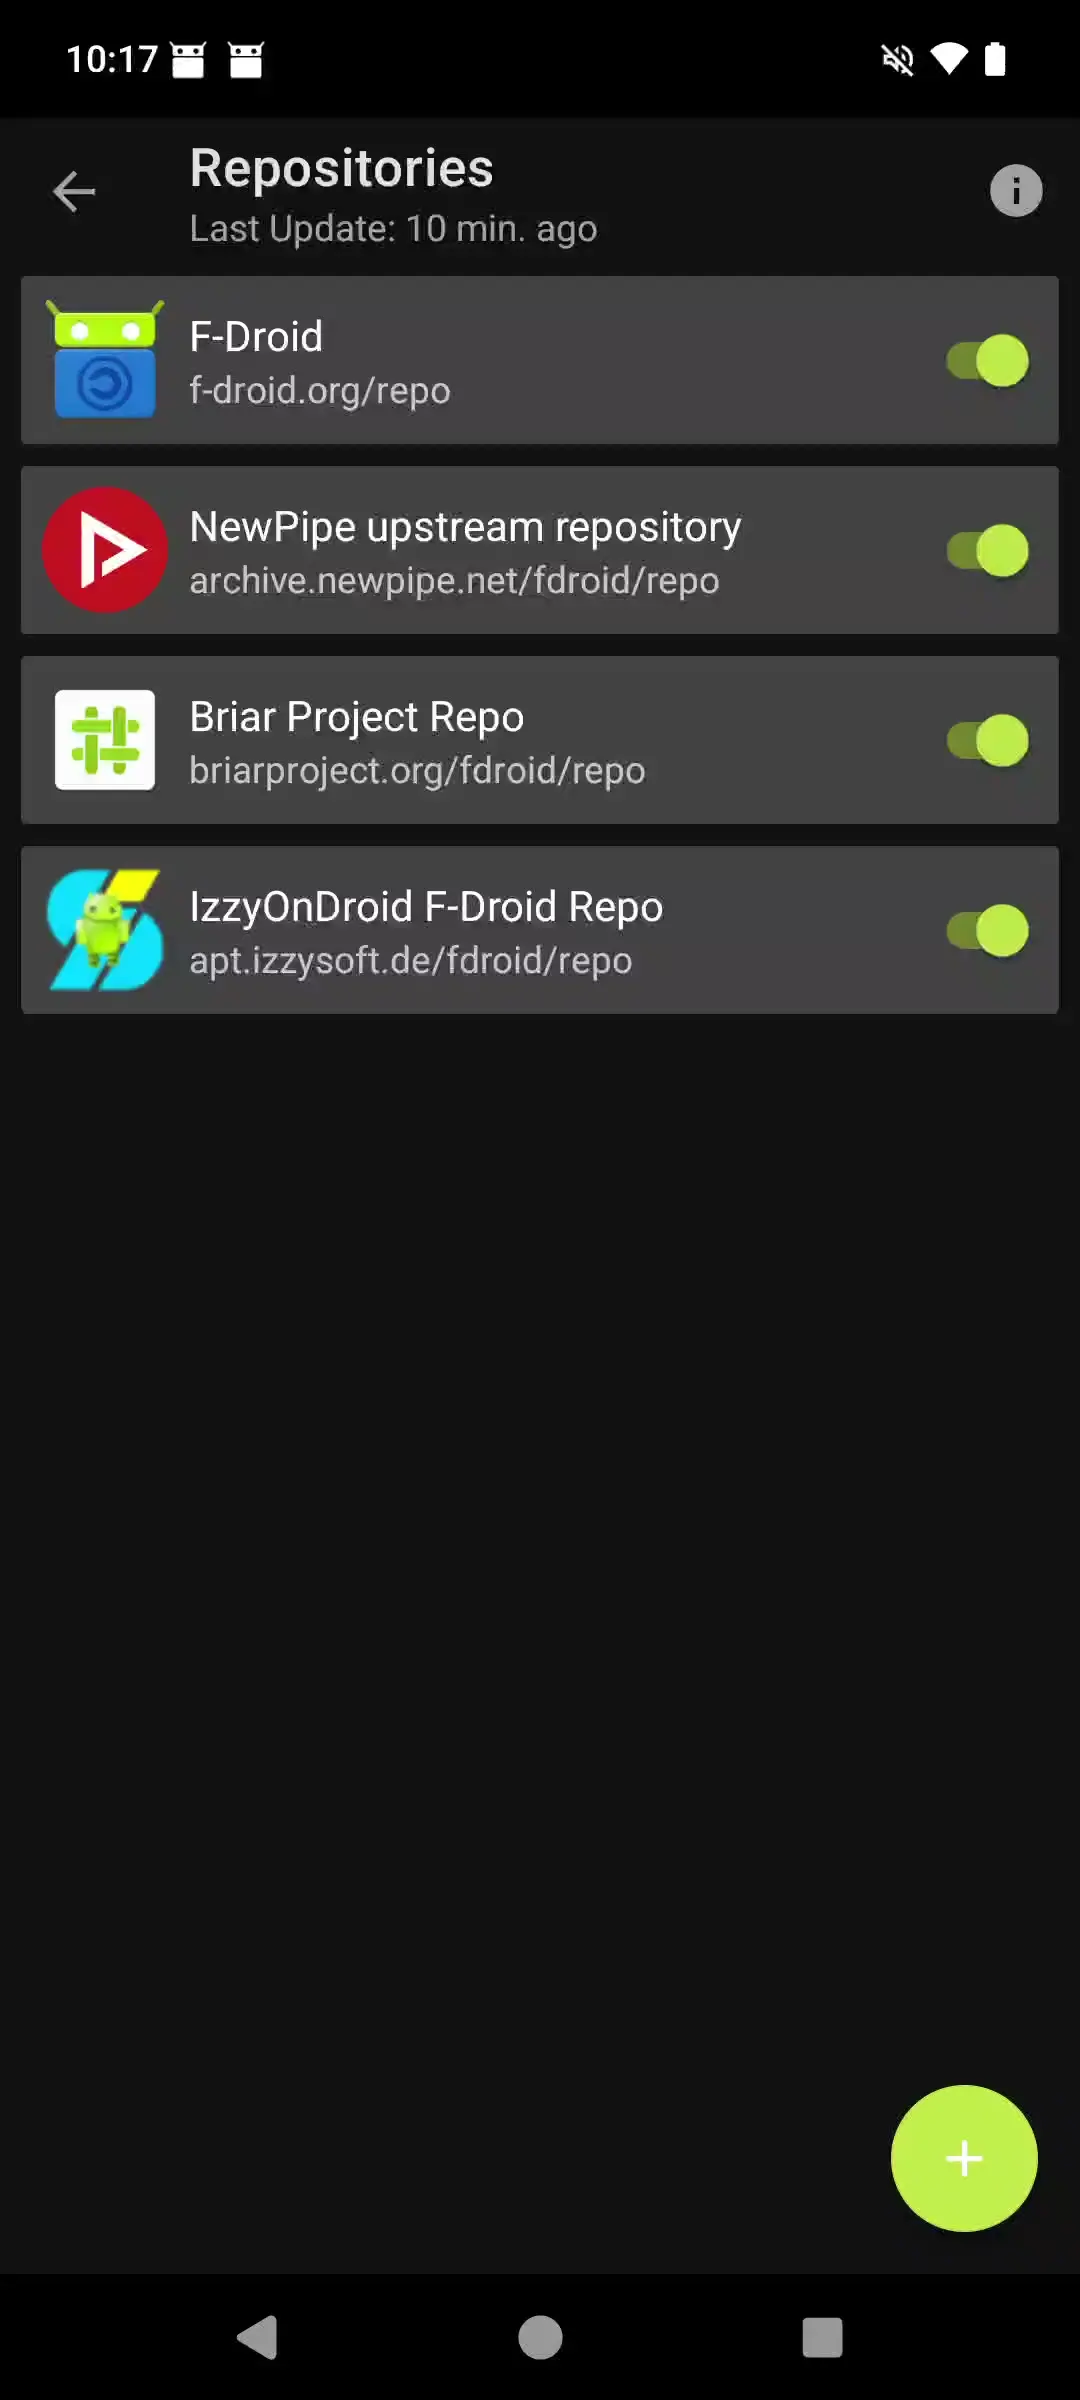 10:17
Repositories
Last Update: 10 min. ago
F-Droid
f-droid.org/repo
NewPipe upstream repository
archive.newpipe.net/fdroid/repo
Briar Project Repo
briarproject.org/fdroid/repo
IzzyOnDroid F-Droid Repo
apt.izzysoft.de/fdroid/repo